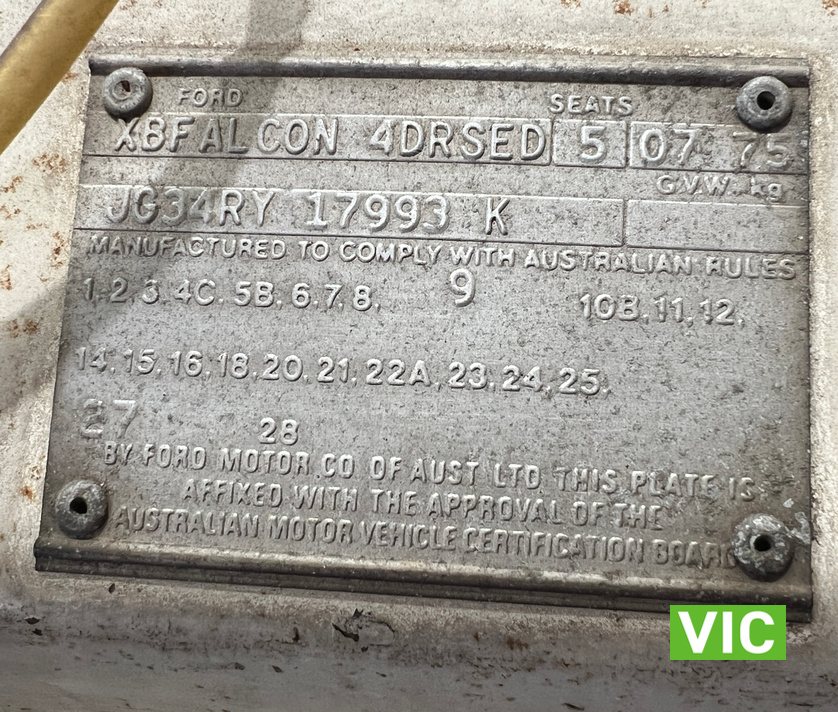 FORD SEATS
XBFALCON 4DRSED 5 07 75
G.V.W. kg
JG34RY 17993 K
MANUFACTURED TO COMPLY WITH AUSTRALIAN RULES
1, 2, 3, 4C, 5B, 6, 7, 8, 9 10B, 11, 12,
14, 15, 16, 18, 20, 21, 22A, 23, 24, 25,
27 28
BY FORD MOTOR CO OF AUST LTD THIS PLATE IS
AFFIXED WITH THE APPROVAL OF THE
AUSTRALIAN MOTOR VEHICLE CERTIFICATION BOARD
VIC